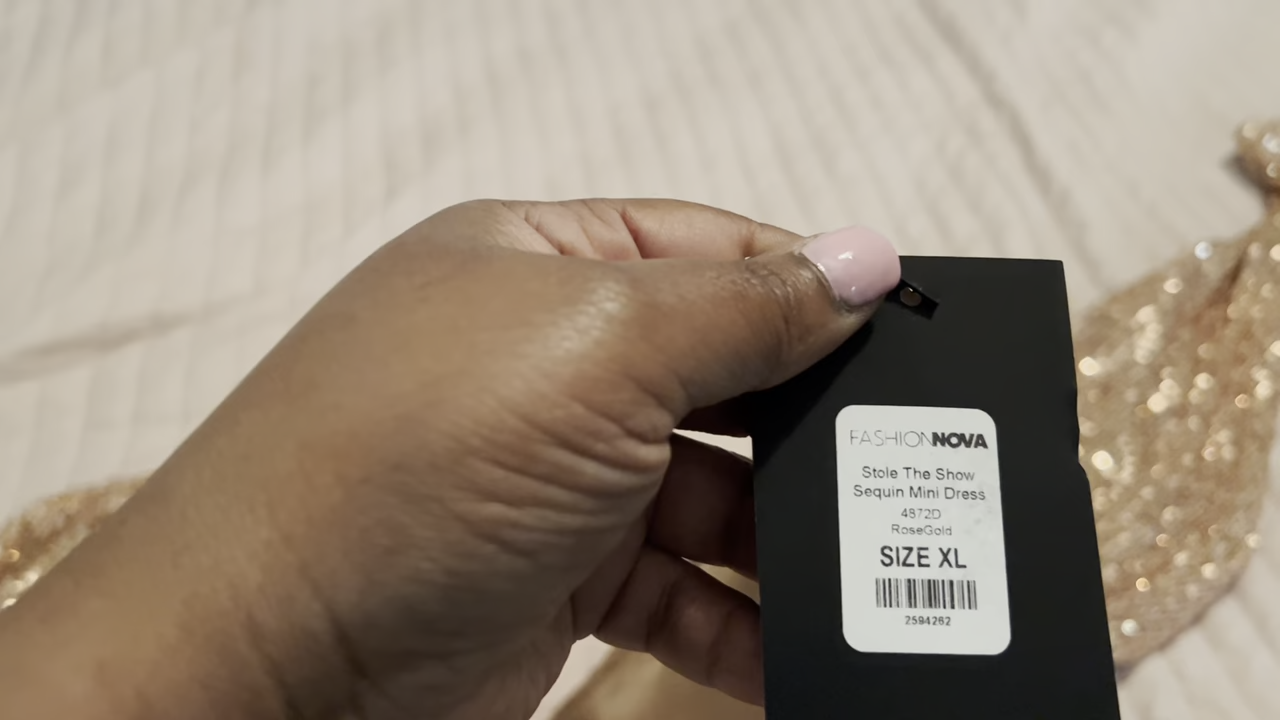 FASHIONNOVA
Stole The Show
Sequin Mini Dress
4872D
RoseGold
SIZE XL
2594262